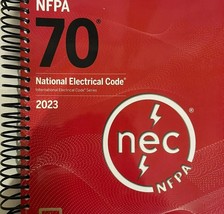 NFPA
70®
National Electrical Code®
International Electrical Code® Series
2023
nec®
NFPA